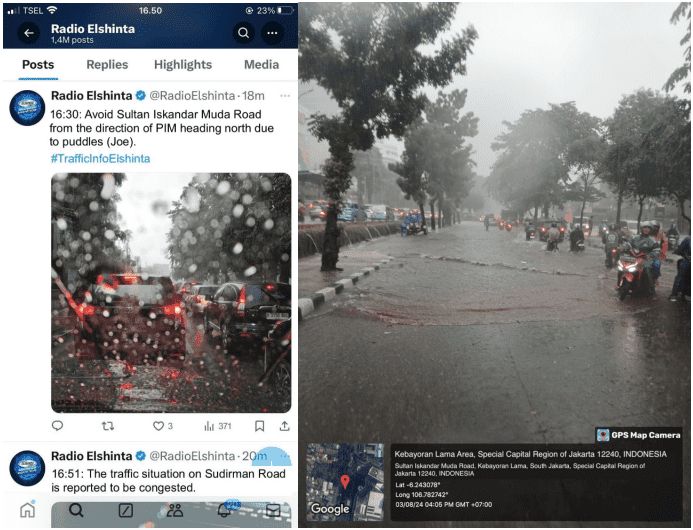 TSEL 16.50 23%
Radio Elshinta
1,4M posts
Posts Replies Highlights Media
Radio Elshinta @RadioElshinta · 18m
16:30: Avoid Sultan Iskandar Muda Road
from the direction of PIM heading north due
to puddles (Joe).
#TrafficInfoElshinta
3 371
Radio Elshinta @RadioElshinta · 20m
16:51: The traffic situation on Sudirman Road
is reported to be congested.
20
GPS Map Camera
Google
Kebayoran Lama Area, Special Capital Region of Jakarta 12240, INDONESIA
Sultan Iskandar Muda Road, Kebayoran Lama, South Jakarta, Special Capital Region of
Jakarta 12240, INDONESIA
Lat -6.243078°
Long 106.782742°
03/08/24 04:05 PM GMT +07:00